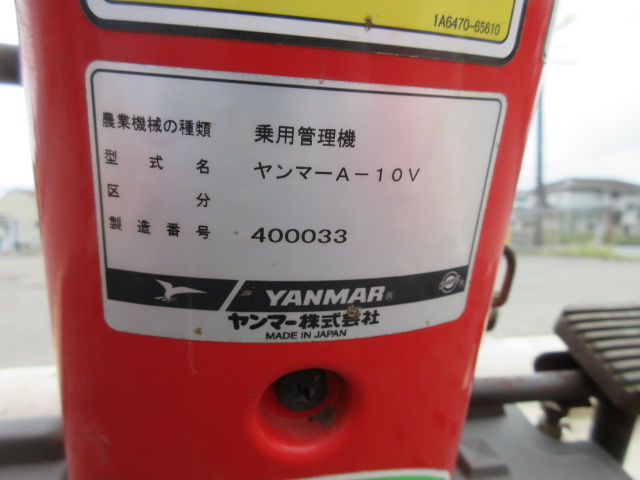 1A6470-65610
農業機械の種類 乗用管理機
型式名 ヤンマーA-10V
区分
製造番号 400033
YANMAR®
ヤンマー株式会社
MADE IN JAPAN